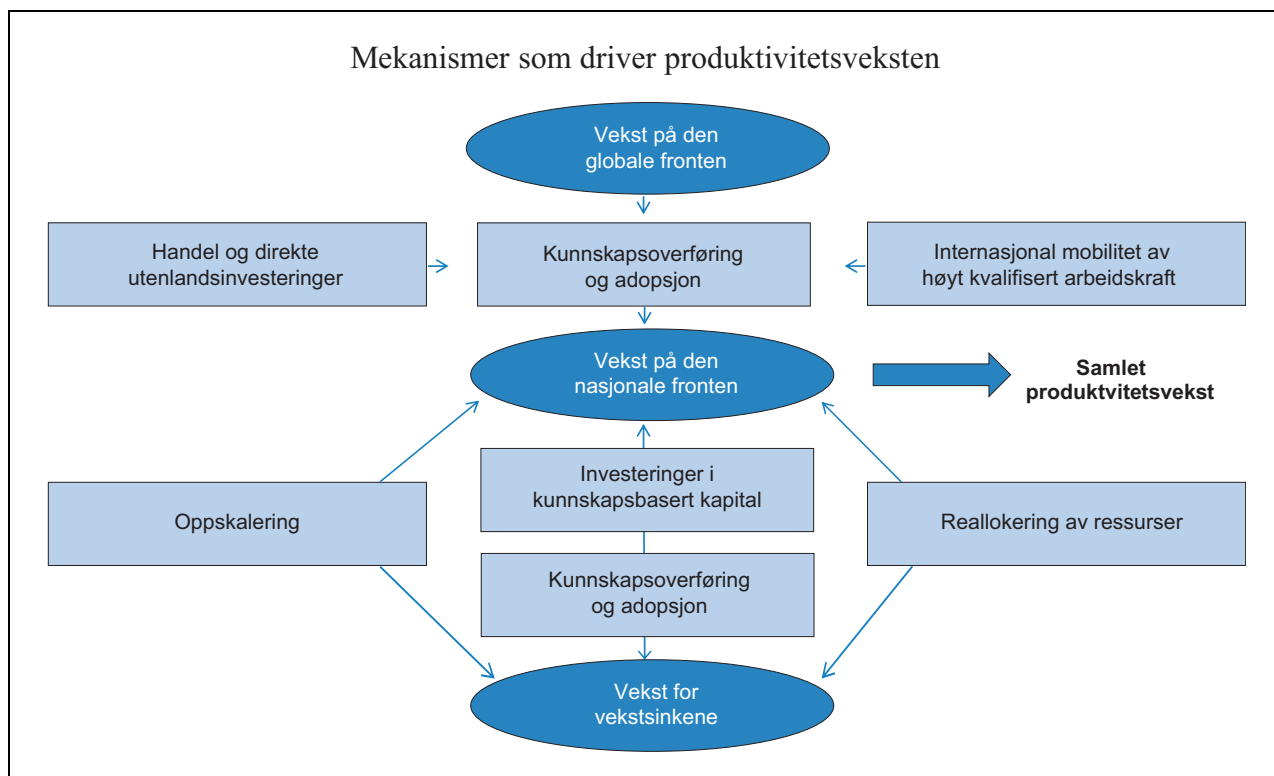 Mekanismer som driver produktivitetsveksten
Vekst på den
globale fronten
Handel og direkte
utenlandsinvesteringer
Kunnskapsoverføring
og adopsjon
Internasjonal mobilitet av
høyt kvalifisert arbeidskraft
Vekst på den
nasjonale fronten
Samlet
produktvitetsvekst
Oppskalering
Investeringer i
kunnskapsbasert kapital
Reallokering av ressurser
Kunnskapsoverføring
og adopsjon
Vekst for
vekstsinkene